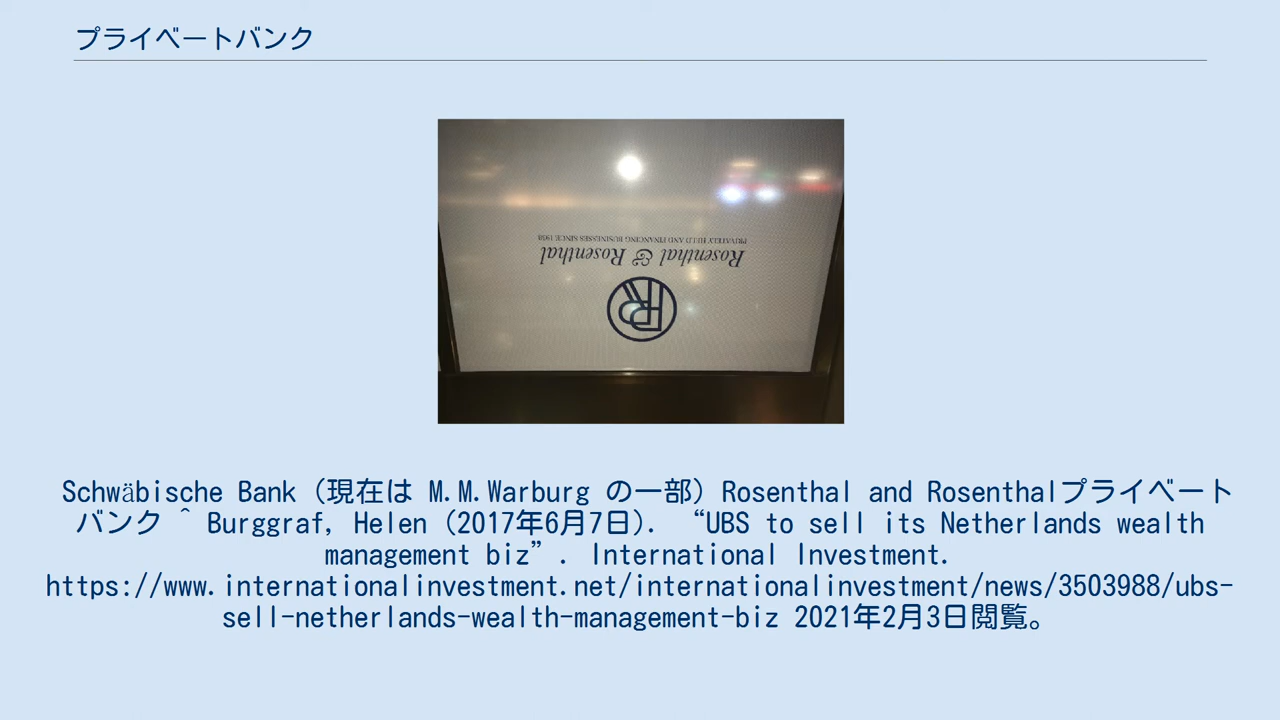 プライベートバンク
PRIVATELY HELD AND FINANCING BUSINESSES SINCE 1938
Rosenthal & Rosenthal
Schwäbische Bank (現在は M.M.Warburg の一部) Rosenthal and Rosenthalプライベート
バンク ^ Burggraf, Helen (2017年6月7日). “UBS to sell its Netherlands wealth
management biz”. International Investment.
https://www.internationalinvestment.net/internationalinvestment/news/3503988/ubs-
sell-netherlands-wealth-management-biz 2021年2月3日閲覧。